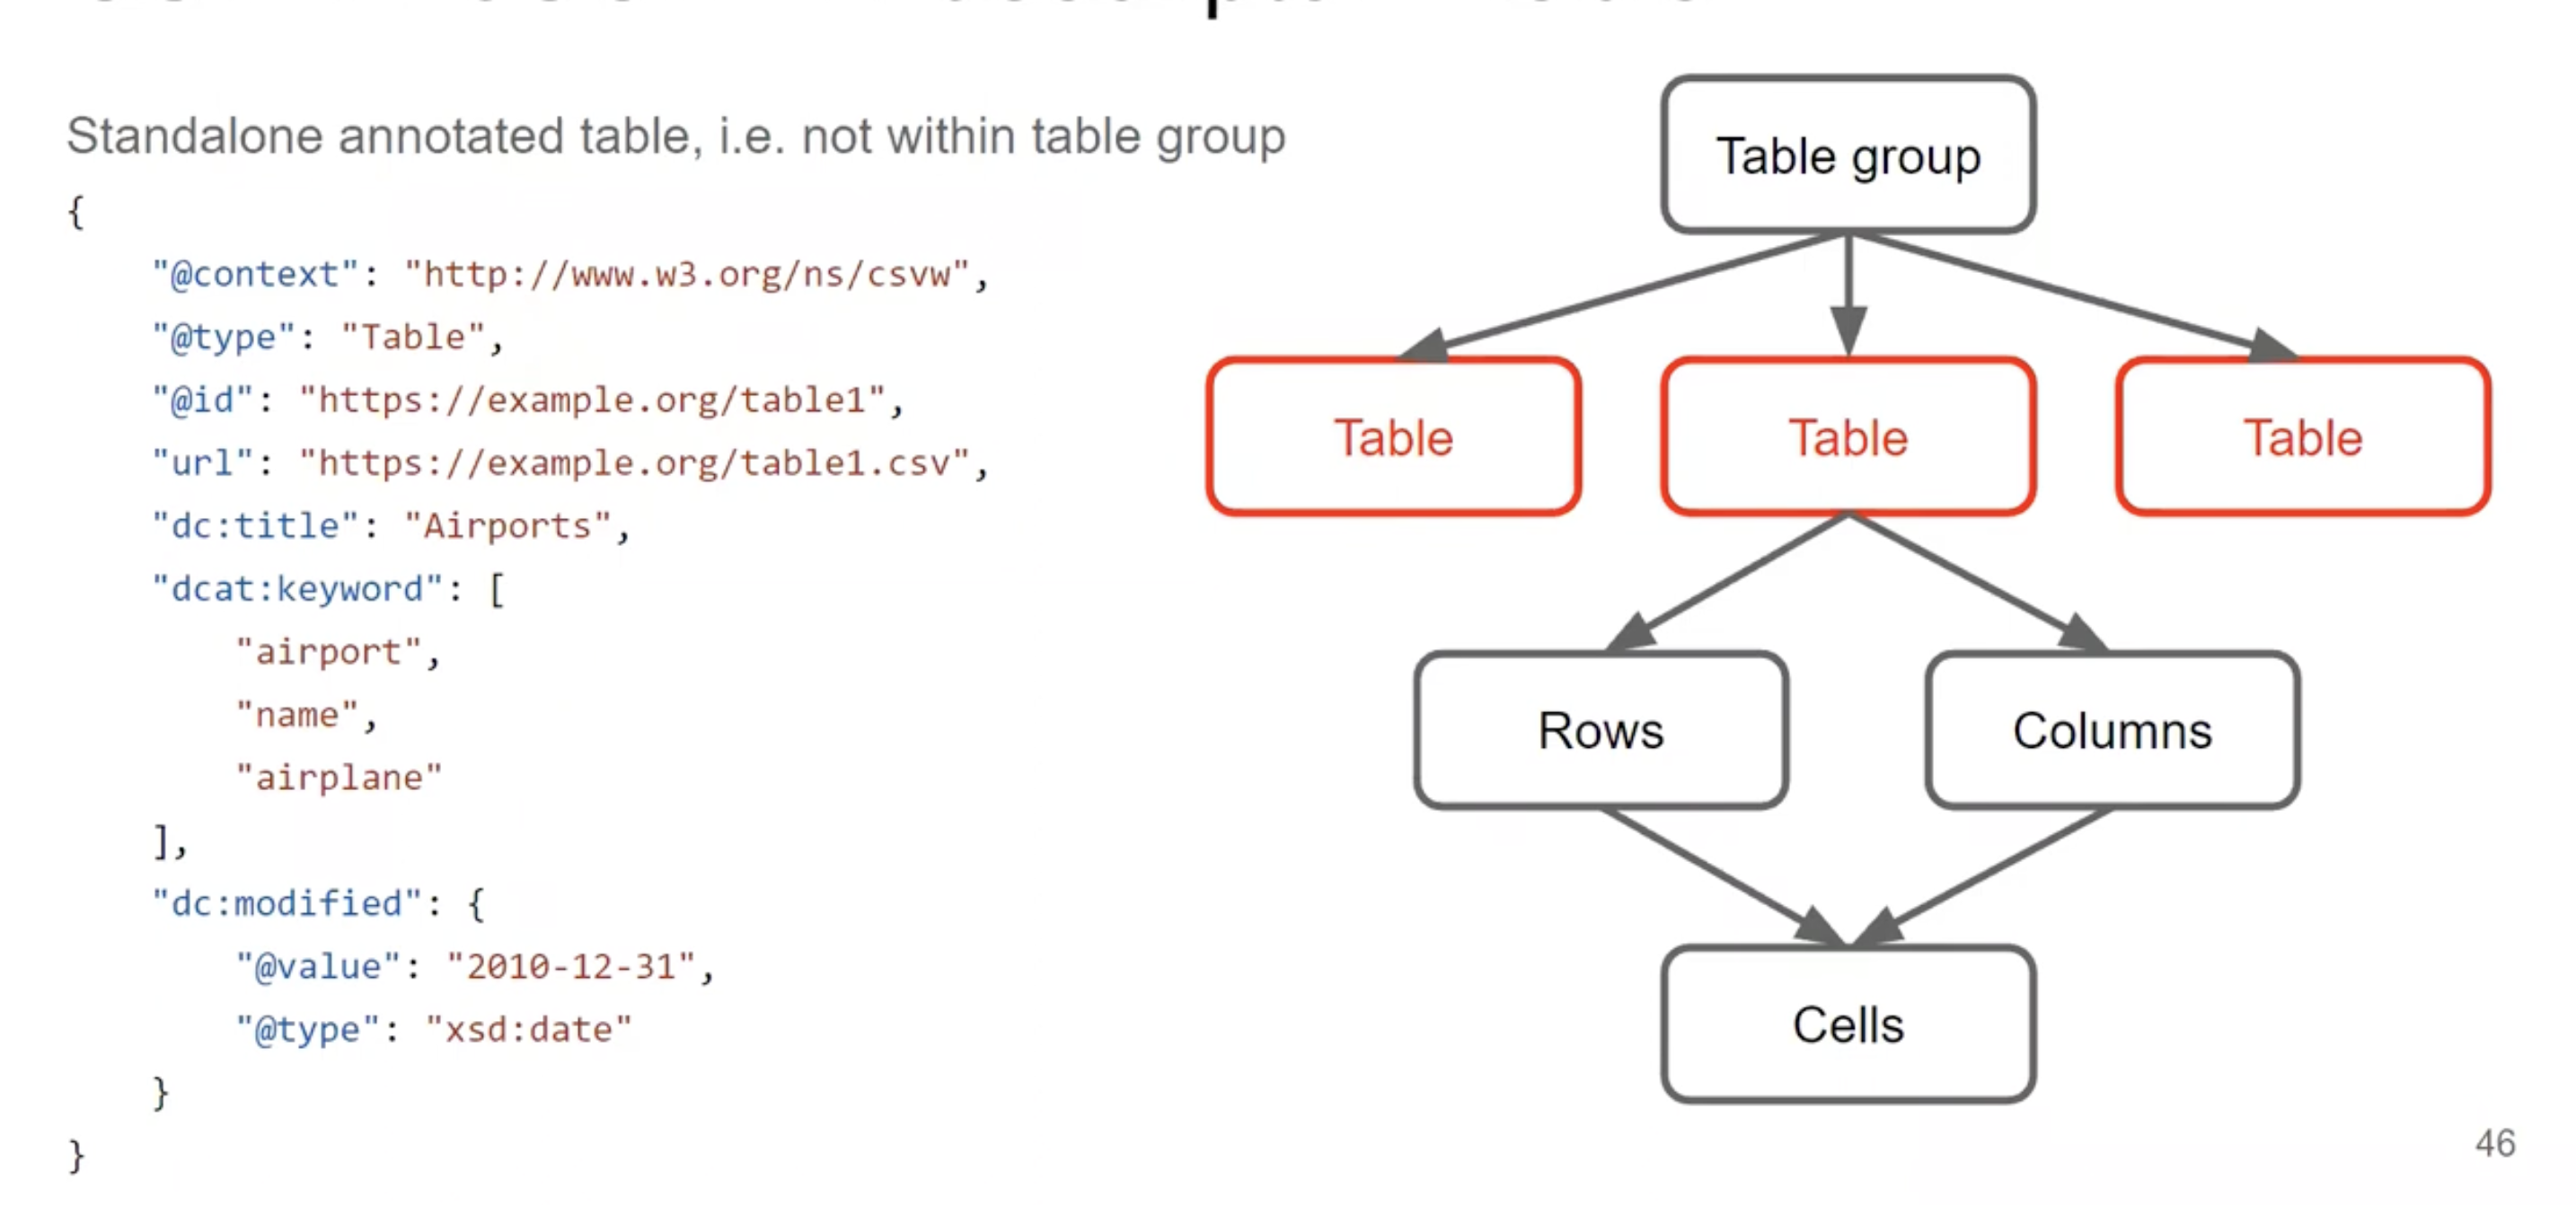 Standalone annotated table, i.e. not within table group
{
"@context": "http://www.w3.org/ns/csvw",
"@type": "Table",
"@id": "https://example.org/table1",
"url": "https://example.org/table1.csv",
"dc:title": "Airports",
"dcat:keyword": [
"airport",
"name",
"airplane"
],
"dc:modified": {
"@value": "2010-12-31",
"@type": "xsd:date"
}
}
Table group
Table
Table
Table
Rows
Columns
Cells
46